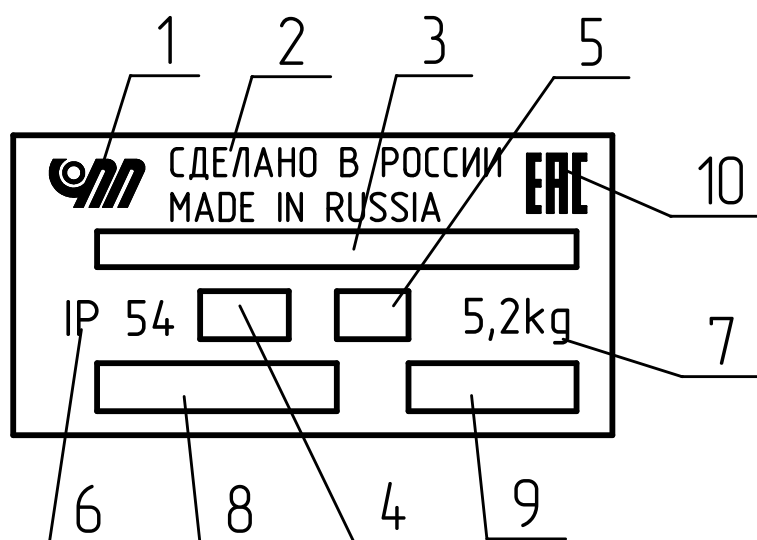 1 2 3 5
СДЕЛАНО В РОССИИ
MADE IN RUSSIA
EAC
10
IP 54 5,2kg
7
6 8 4 9